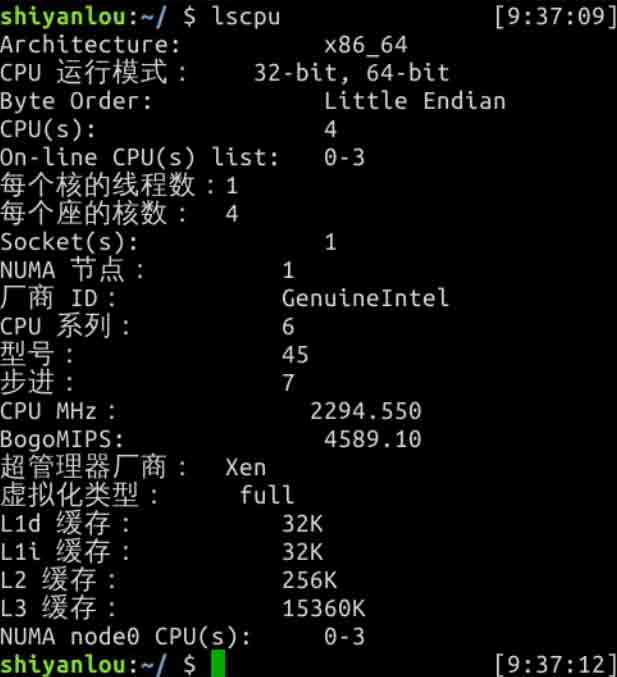 shiyanlou:~/ $ lscpu [9:37:09]
Architecture: x86_64
CPU 运行模式： 32-bit, 64-bit
Byte Order: Little Endian
CPU(s): 4
On-line CPU(s) list: 0-3
每个核的线程数：1
每个座的核数： 4
Socket(s): 1
NUMA 节点： 1
厂商 ID： GenuineIntel
CPU 系列： 6
型号： 45
步进： 7
CPU MHz： 2294.550
BogoMIPS: 4589.10
超管理器厂商： Xen
虚拟化类型： full
L1d 缓存： 32K
L1i 缓存： 32K
L2 缓存： 256K
L3 缓存： 15360K
NUMA node0 CPU(s): 0-3
shiyanlou:~/ $ [9:37:12]